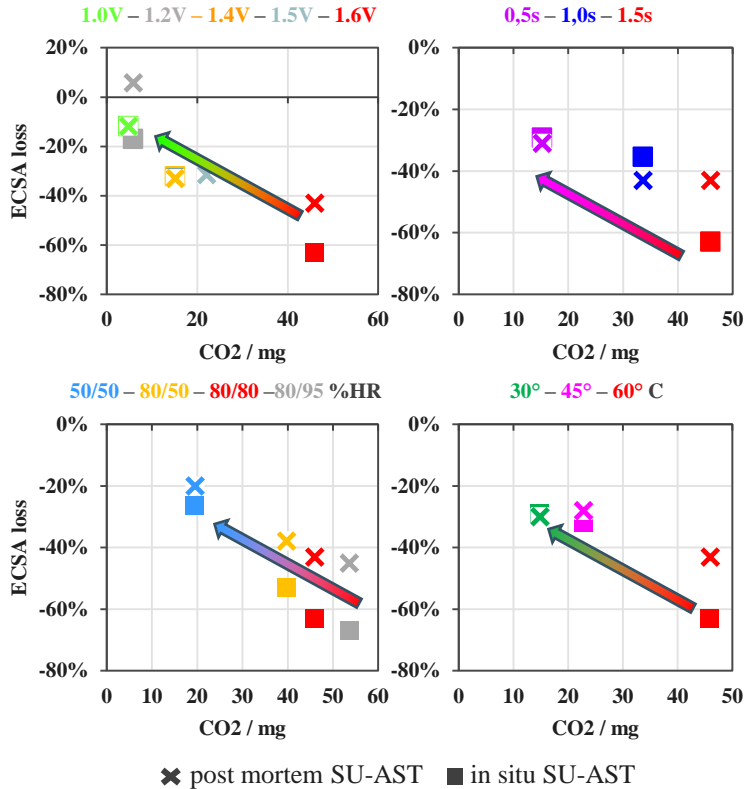 1.0V – 1.2V – 1.4V – 1.5V – 1.6V
20%
0%
-20%
-40%
-60%
-80%
ECSA loss
0 20 40 60
CO2 / mg
0,5s – 1,0s – 1.5s
0%
-20%
-40%
-60%
-80%
0 10 20 30 40 50
CO2 / mg
50/50 – 80/50 – 80/80 –80/95 %HR
0%
-20%
-40%
-60%
-80%
ECSA loss
0 10 20 30 40 50 60
CO2 / mg
30° – 45° – 60° C
0%
-20%
-40%
-60%
-80%
0 10 20 30 40 50
CO2 / mg
post mortem SU-AST in situ SU-AST